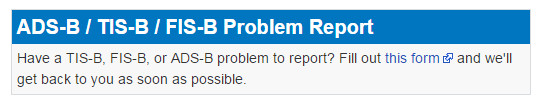 ADS-B / TIS-B / FIS-B Problem Report
Have a TIS-B, FIS-B, or ADS-B problem to report? Fill out this form and we'll
get back to you as soon as possible.